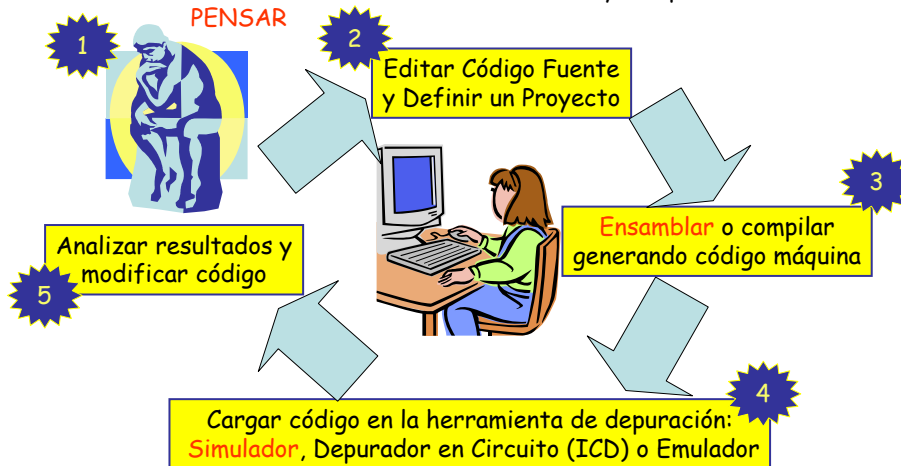 PENSAR
1
2
Editar Código Fuente
y Definir un Proyecto
3
Ensamblar o compilar
generando código máquina
4
Cargar código en la herramienta de depuración:
Simulador, Depurador en Circuito (ICD) o Emulador
Analizar resultados y
modificar código
5